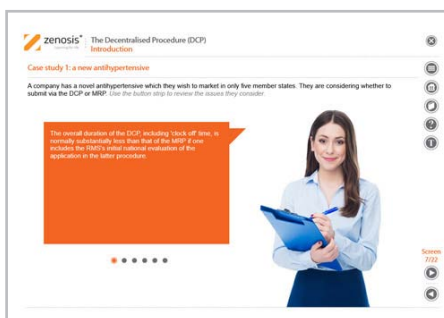 zenosis®
The Decentralised Procedure (DCP)
Introduction
Case study 1: a new antihypertensive
A company has a novel antihypertensive which they wish to market in only five member states. They are considering whether to
submit via the DCP or MRP. Use the button strip to review the issues they consider.
The overall duration of the DCP, including 'clock off' time, is
normally substantially less than that of the MRP if one
includes the RMS's initial national evaluation of the
application in the latter procedure.
Screen
7/22